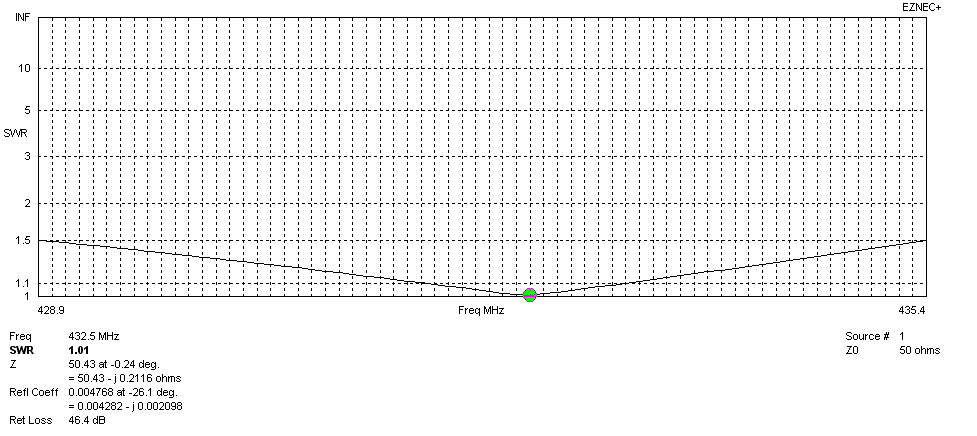 EZNEC+
INF
10
5
SWR
3
2
1.5
1.1
1
428.9 Freq MHz 435.4
Freq 432.5 MHz Source # 1
SWR 1.01 Z0 50 ohms
Z 50.43 at -0.24 deg.
= 50.43 - j 0.2116 ohms
Refl Coeff 0.004768 at -26.1 deg.
= 0.004282 - j 0.002098
Ret Loss 46.4 dB